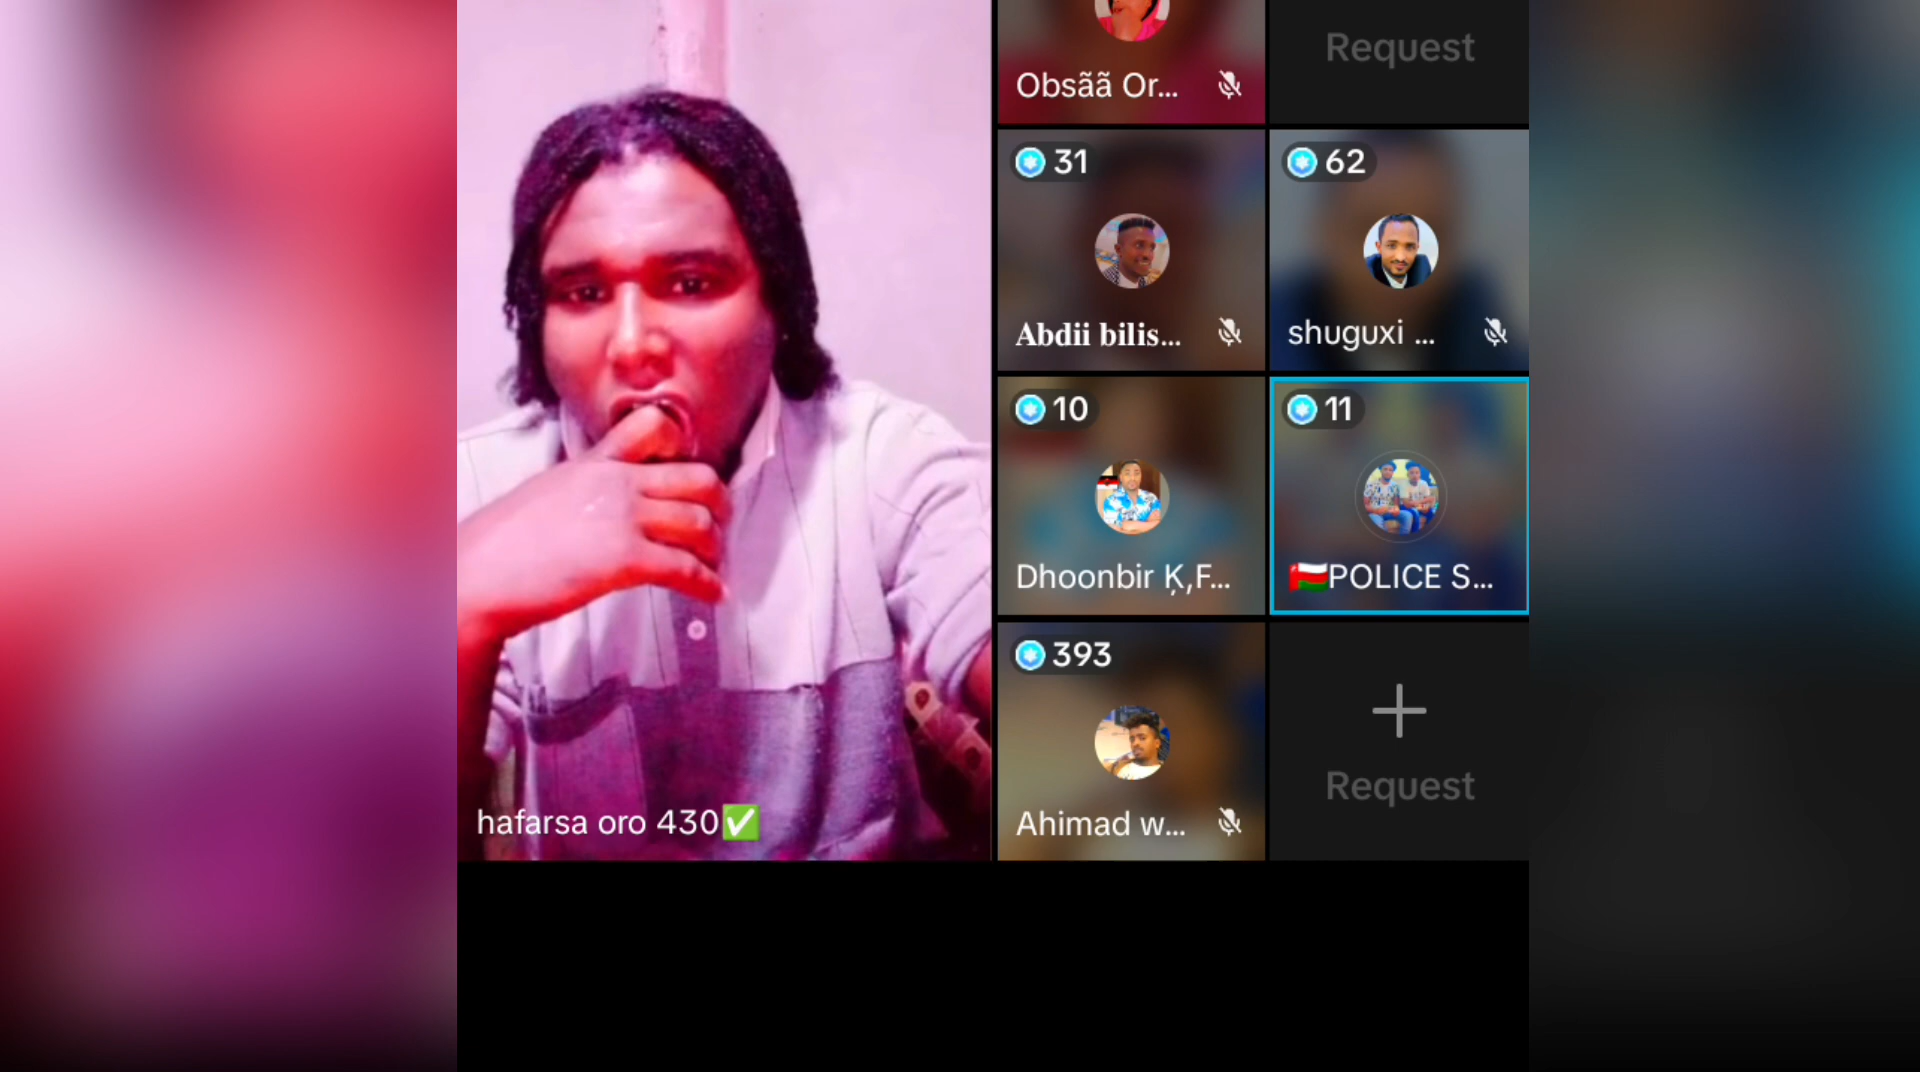 Obsãã Or...
Request
31
62
𝐀𝐛𝐝𝐢𝐢 𝐛𝐢𝐥𝐢𝐬...
shuguxi ...
10
11
Dhoonbir Ķ,F...
🇴🇲POLICE S...
393
Ahimad w...
Request
hafarsa oro 430✅